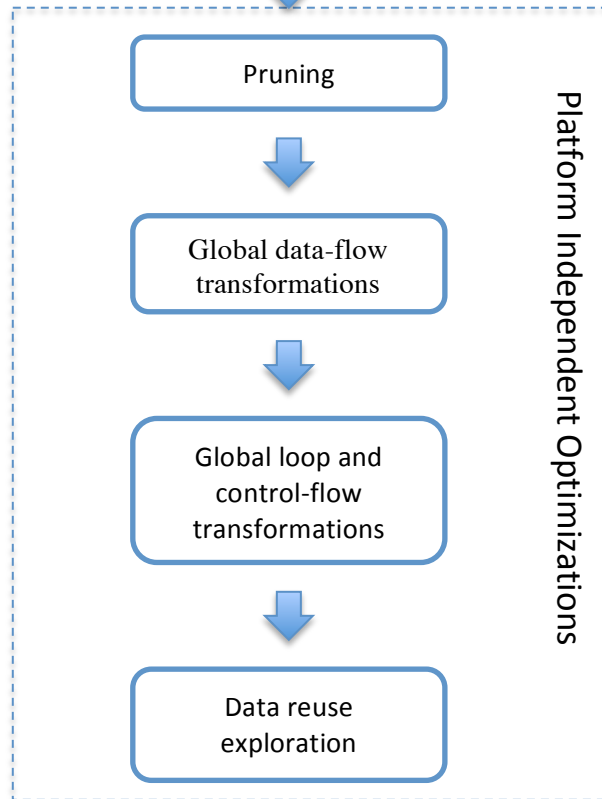 Pruning
Global data-flow
transformations
Global loop and
control-flow
transformations
Data reuse
exploration
Platform Independent Optimizations